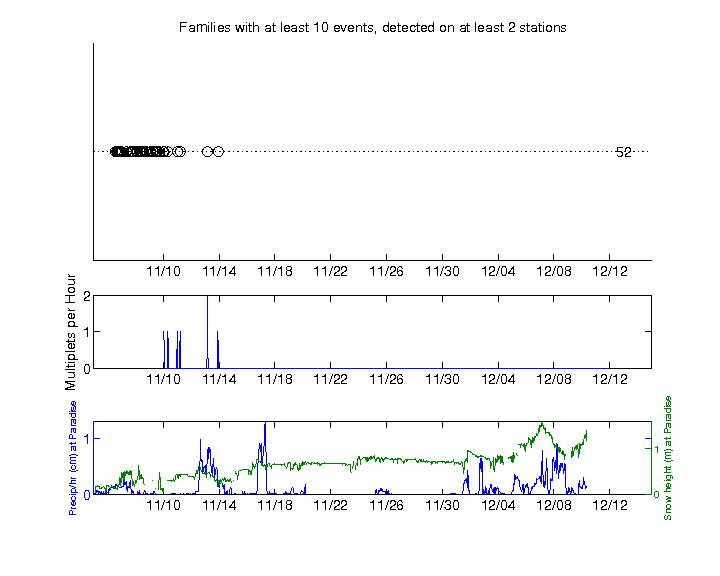 Families with at least 10 events, detected on at least 2 stations
52
11/10 11/14 11/18 11/22 11/26 11/30 12/04 12/08 12/12
Multiplets per Hour
2
1
0
11/10 11/14 11/18 11/22 11/26 11/30 12/04 12/08 12/12
Precip/hr (cm) at Paradise
1
0
1
0
Snow height (m) at Paradise
11/10 11/14 11/18 11/22 11/26 11/30 12/04 12/08 12/12